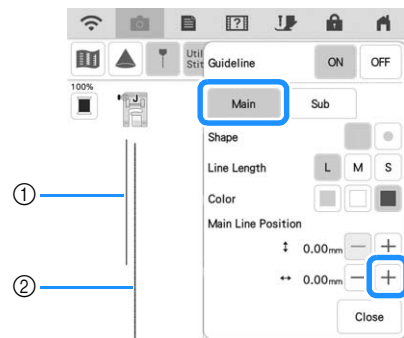 Util
Stit
Guideline ON OFF
100%
J
Main Sub
Shape
Line Length L M S
Color
Main Line Position
↕ 0.00mm − +
↔ 0.00mm − +
Close
①
②